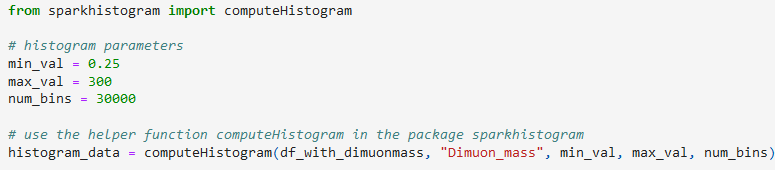 from sparkhistogram import computeHistogram
# histogram parameters
min_val = 0.25
max_val = 300
num_bins = 30000
# use the helper function computeHistogram in the package sparkhistogram
histogram_data = computeHistogram(df_with_dimuonmass, "Dimuon_mass", min_val, max_val, num_bins)